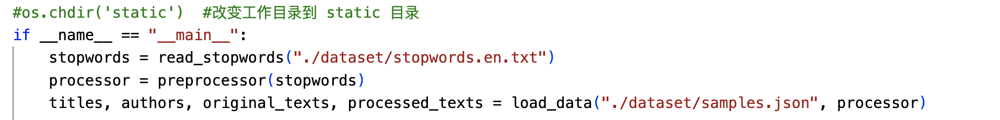 #os.chdir('static')  #改变工作目录到 static 目录
if __name__ == "__main__":
    stopwords = read_stopwords("./dataset/stopwords.en.txt")
    processor = preprocessor(stopwords)
    titles, authors, original_texts, processed_texts = load_data("./dataset/samples.json", processor)